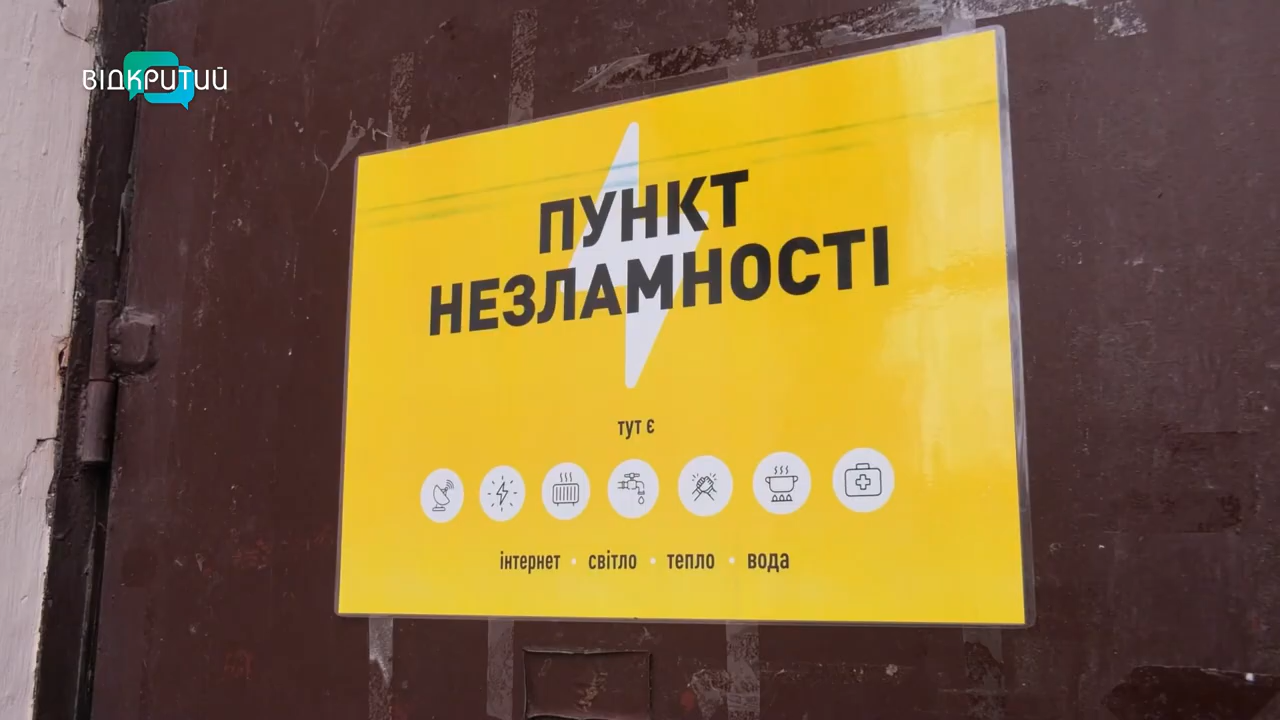 ВІДКРИТИЙ
ПУНКТ
НЕЗЛАМНОСТІ
тут є
інтернет • світло • тепло • вода